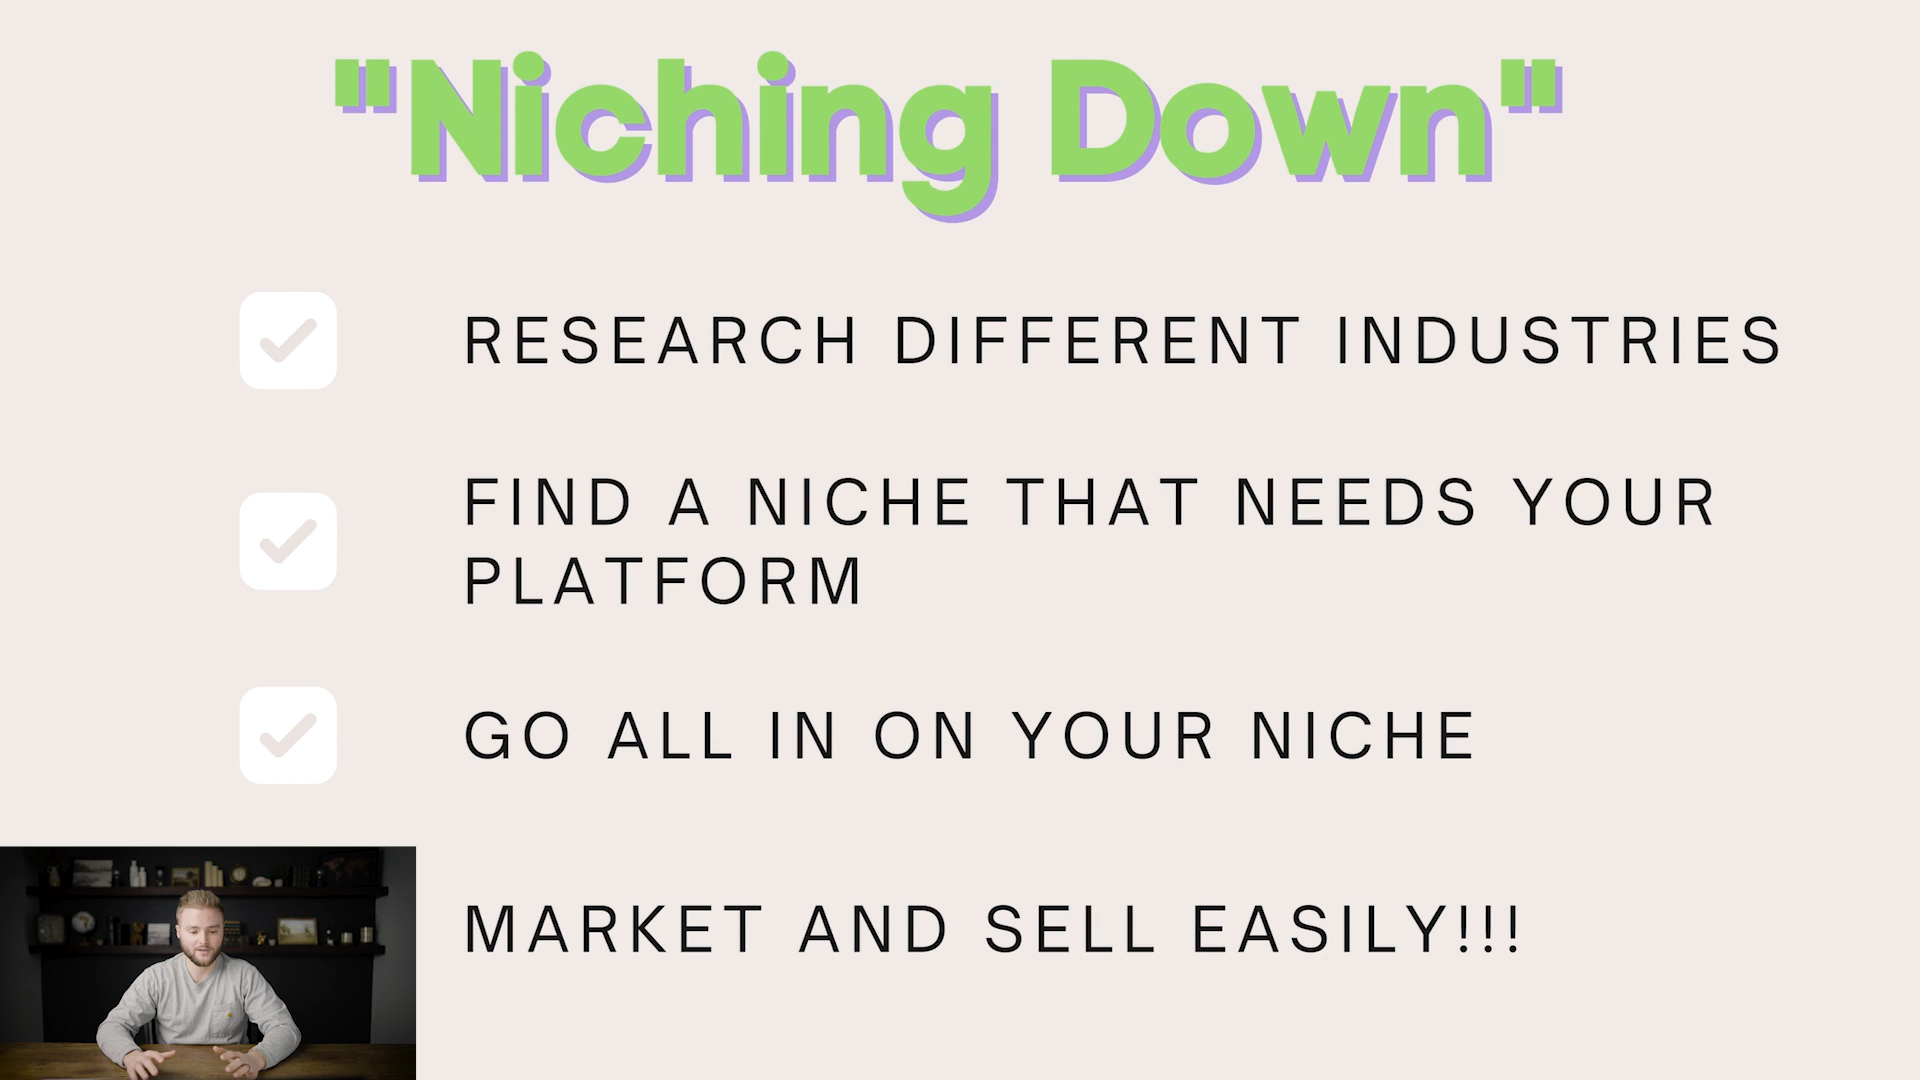 "Niching Down"
RESEARCH DIFFERENT INDUSTRIES
FIND A NICHE THAT NEEDS YOUR
PLATFORM
GO ALL IN ON YOUR NICHE
MARKET AND SELL EASILY!!!